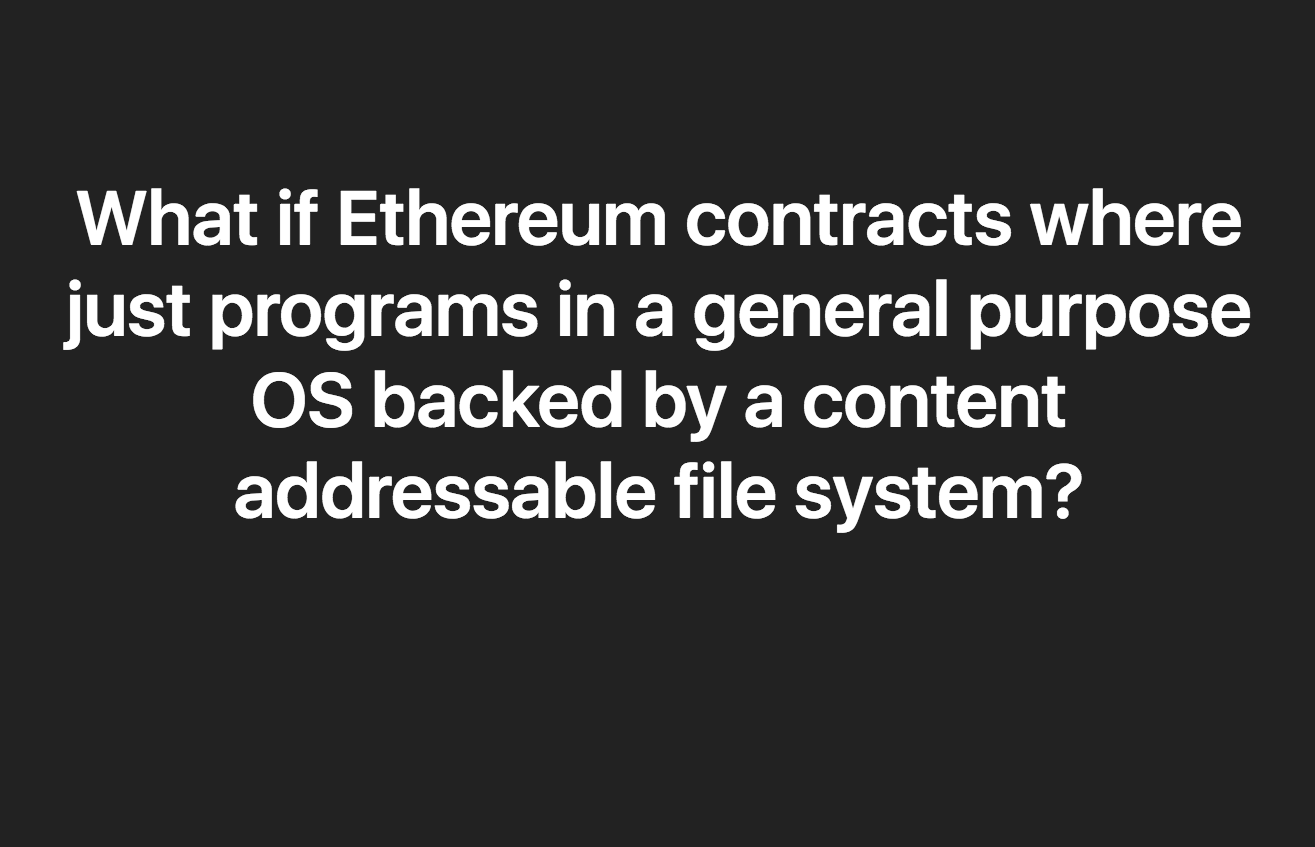 What if Ethereum contracts where
just programs in a general purpose
OS backed by a content
addressable file system?